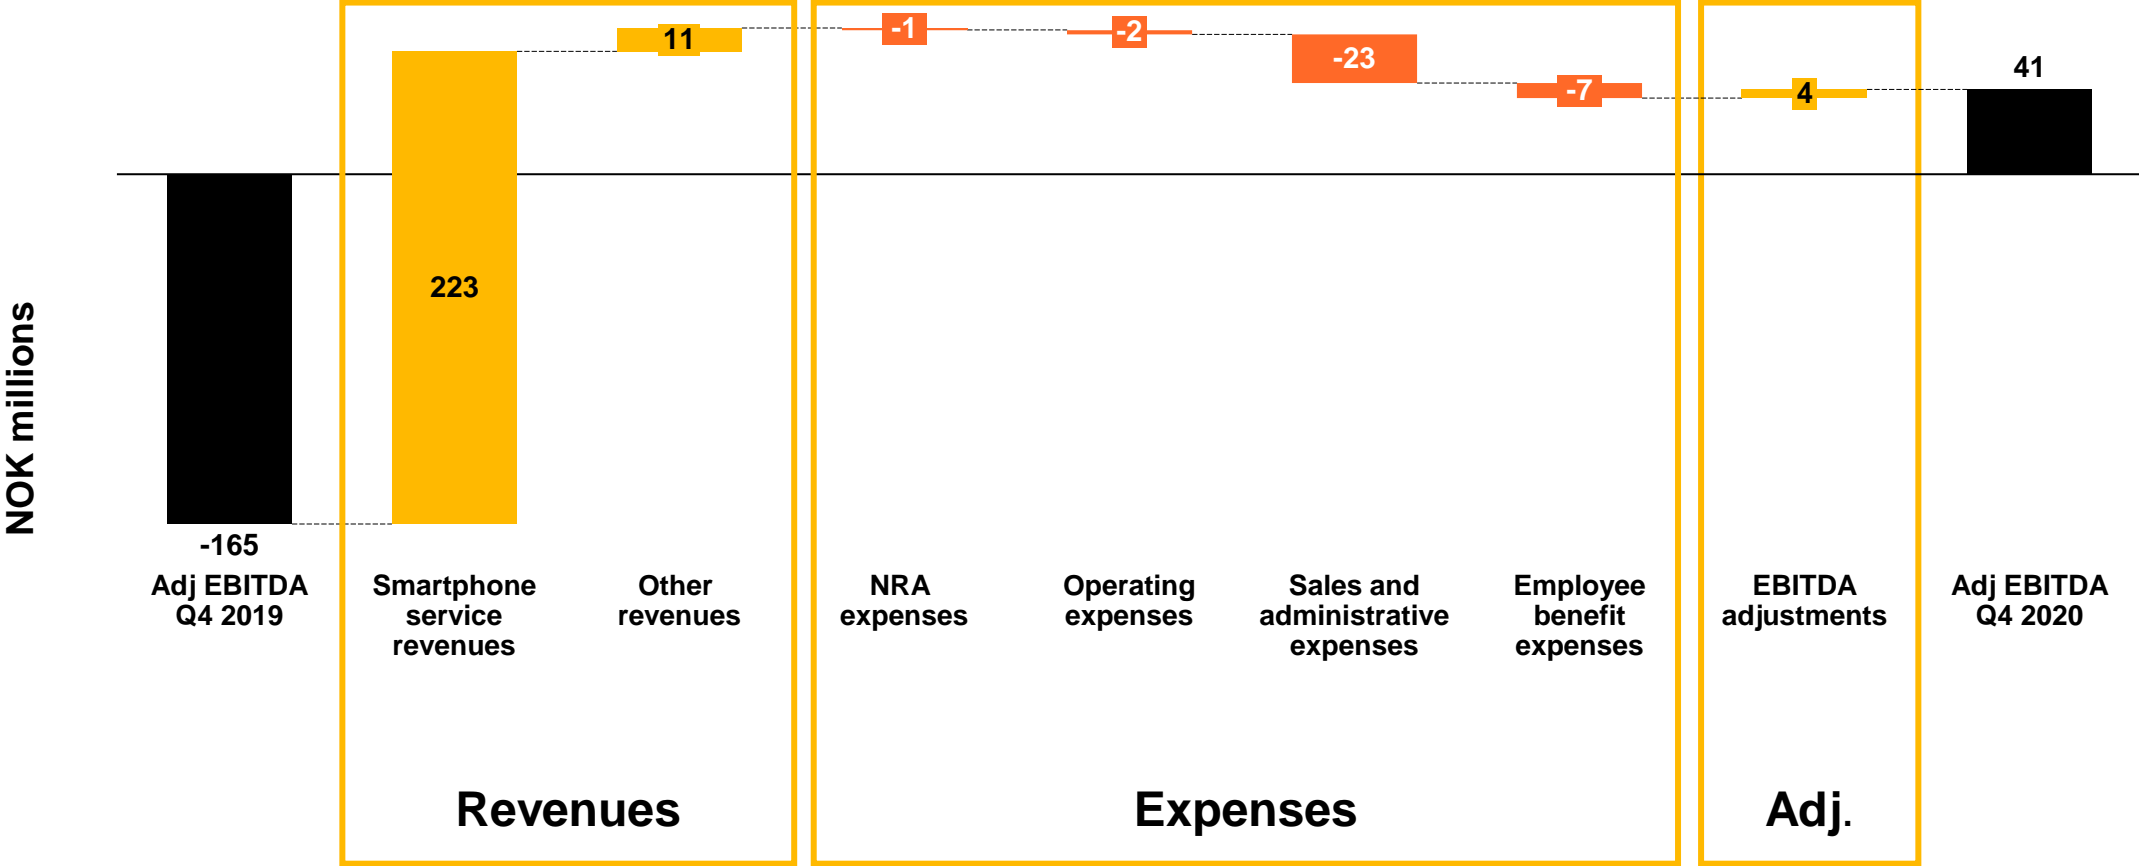 NOK millions
-165
223
11
-1
-2
-23
-7
4
41
Adj EBITDA
Q4 2019
Smartphone
service
revenues
Other
revenues
NRA
expenses
Operating
expenses
Sales and
administrative
expenses
Employee
benefit
expenses
EBITDA
adjustments
Adj EBITDA
Q4 2020
Revenues
Expenses
Adj.